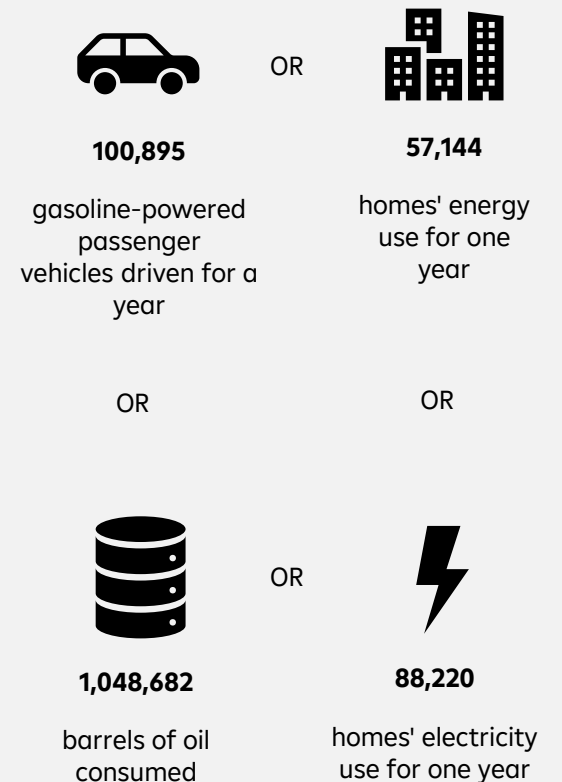 OR
100,895
gasoline-powered
passenger
vehicles driven for a
year
57,144
homes' energy
use for one
year
OR
OR
OR
1,048,682
barrels of oil
consumed
88,220
homes' electricity
use for one year